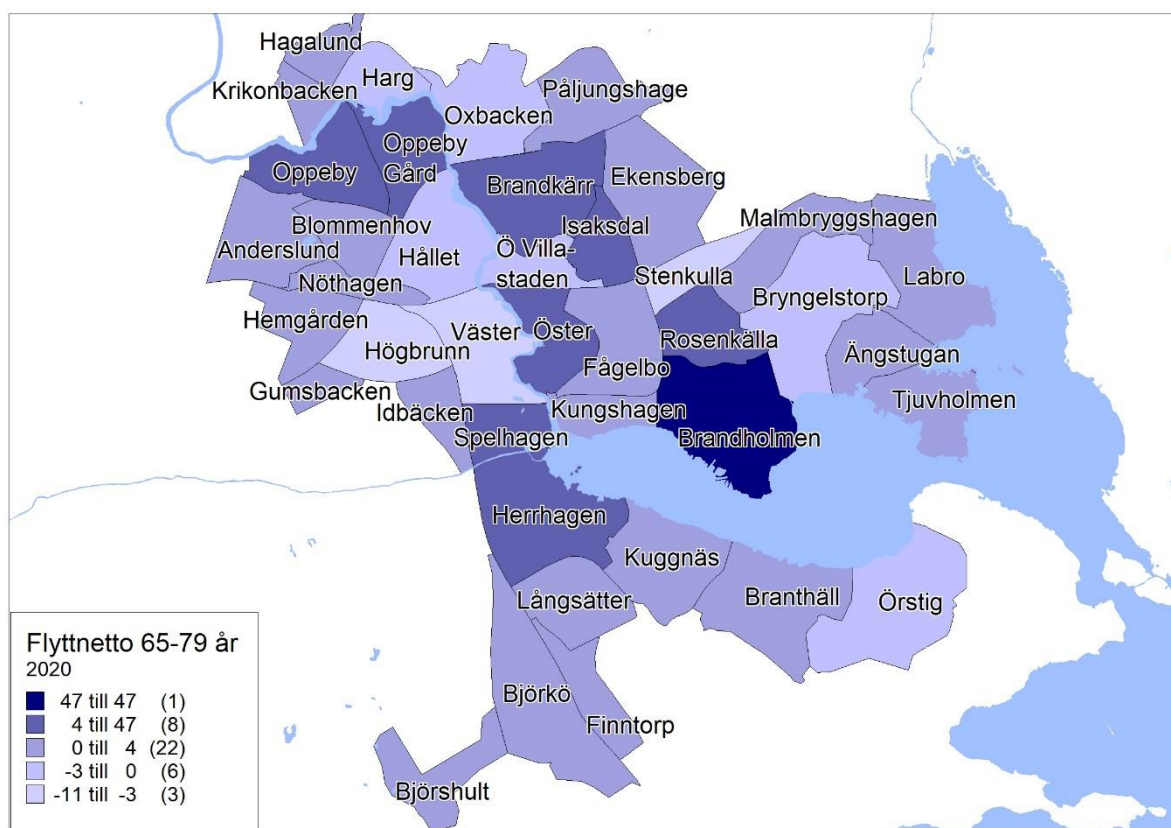 Hagalund
Harg
Krikonbacken
Påljungshage
Oxbacken
Oppeby
Gård
Oppeby
Brandkärr
Ekensberg
Isaksdal
Blommenhov
Malmbryggshagen
Anderslund
Hållet
Ö Villa-
staden
Stenkulla
Labro
Nöthagen
Bryngelstorp
Hemgården
Väster
Öster
Rosenkälla
Högbrunn
Ängstugan
Fågelbo
Gumsbacken
Idbäcken
Kungshagen
Tjuvholmen
Spelhagen
Brandholmen
Herrhagen
Kuggnäs
Långsätter
Branthäll
Örstig
Björkö
Finntorp
Björshult
Flyttnetto 65-79 år
2020
47 till 47 (1)
4 till 47 (8)
0 till 4 (22)
-3 till 0 (6)
-11 till -3 (3)